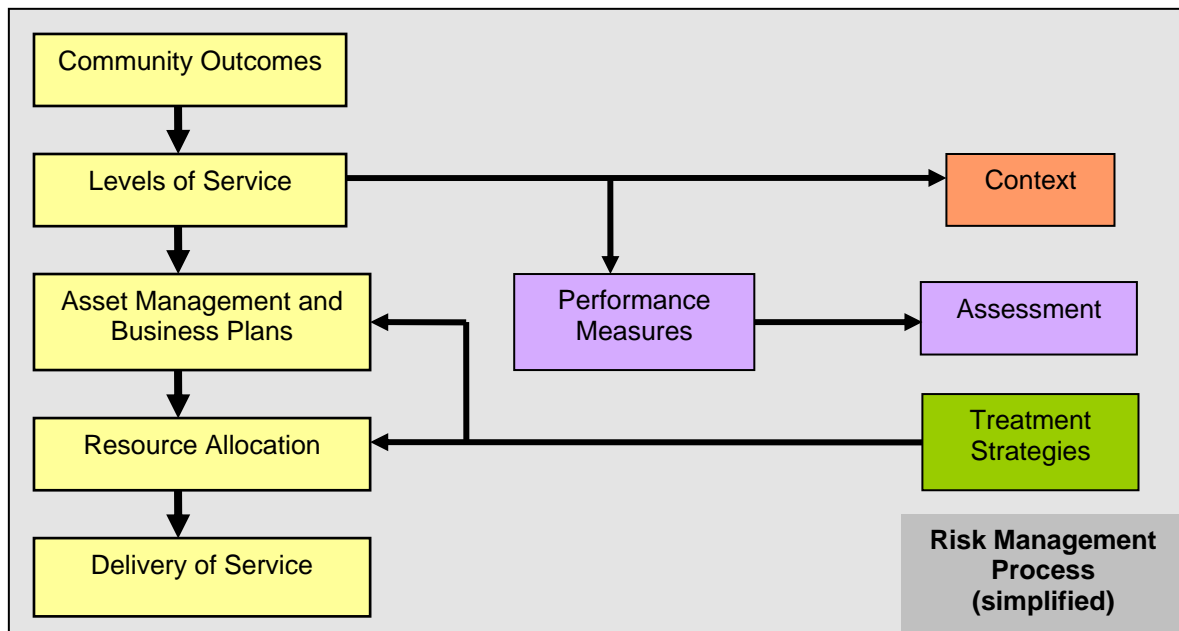 Community Outcomes
Levels of Service
Context
Asset Management and
Business Plans
Performance
Measures
Assessment
Resource Allocation
Treatment
Strategies
Delivery of Service
Risk Management
Process
(simplified)